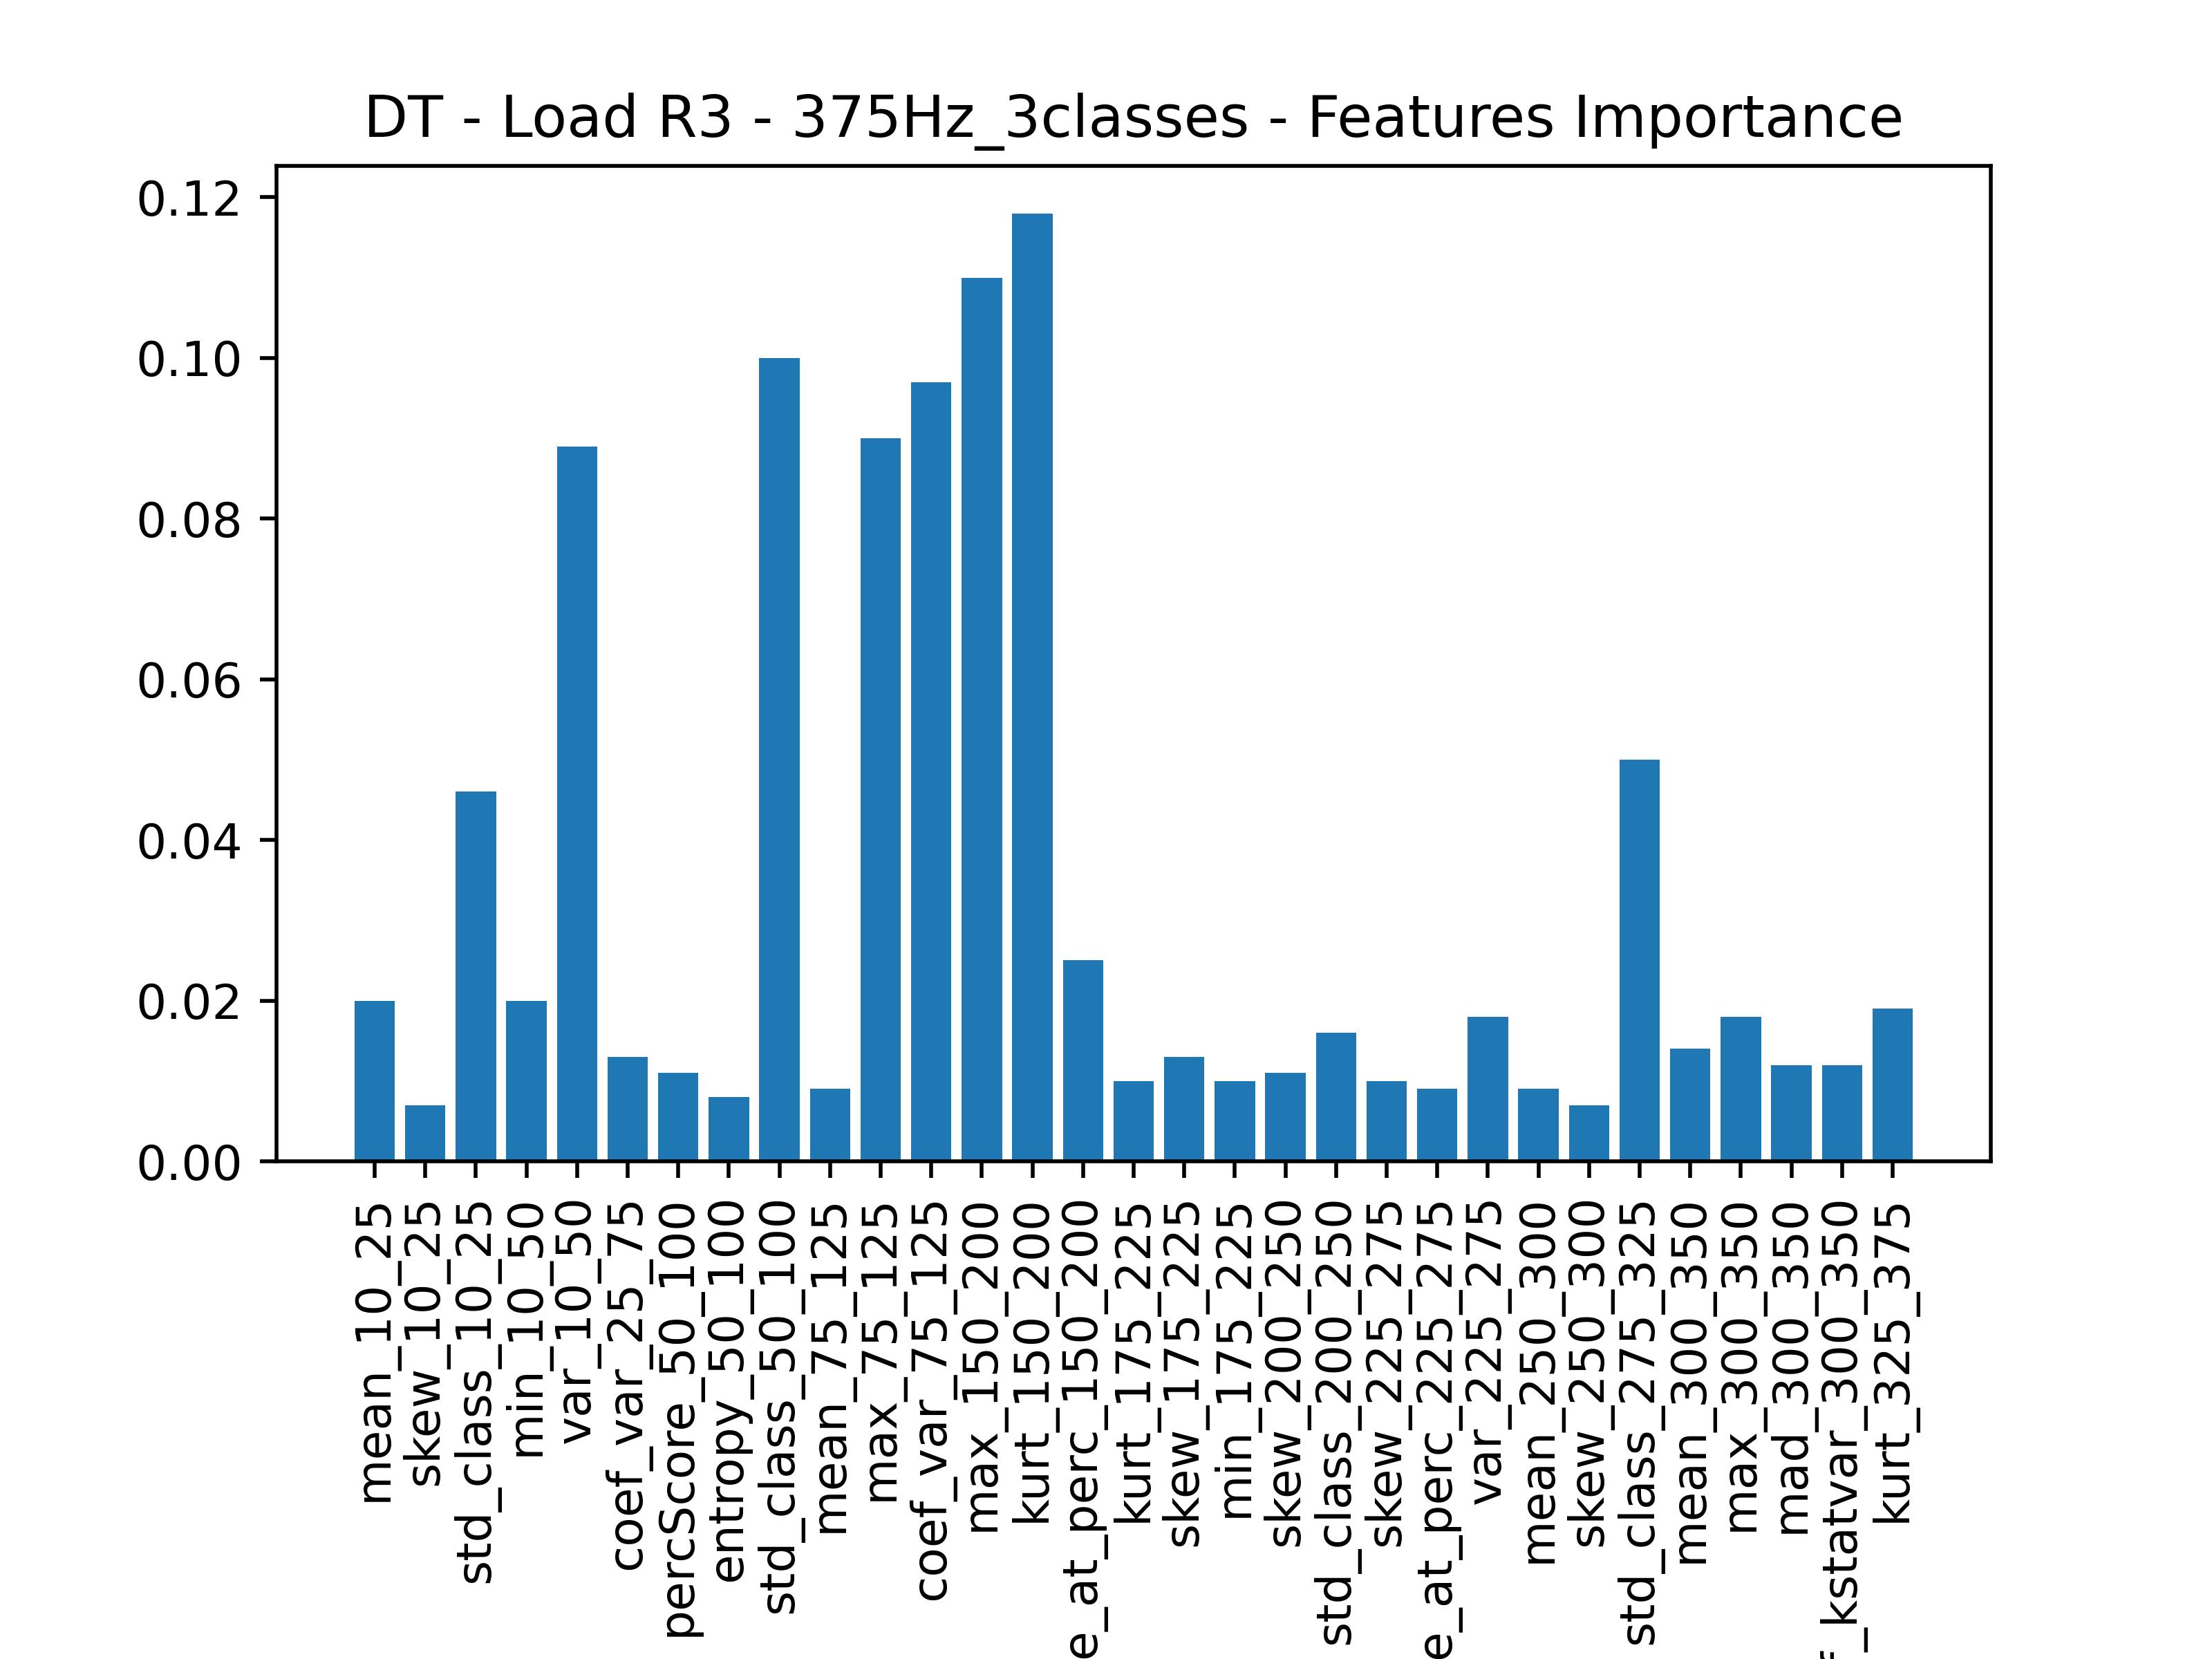 DT - Load R3 - 375Hz_3classes - Features Importance
0.12
0.10
0.08
0.06
0.04
0.02
0.00
mean_10_25
skew_10_25
std_class_10_25
min_10_50
var_10_50
coef_var_25_75
percScore_50_100
entropy_50_100
std_class_50_100
mean_75_125
max_75_125
coef_var_75_125
max_150_200
kurt_150_200
e_at_perc_150_200
kurt_175_225
skew_175_225
min_175_225
skew_200_250
std_class_200_250
skew_225_275
e_at_perc_225_275
var_225_275
mean_250_300
skew_250_300
std_class_275_325
mean_300_350
max_300_350
mad_300_350
f_kstatvar_300_350
kurt_325_375